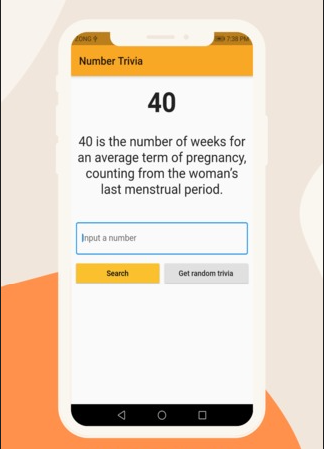 ZONG
7:38 PM
Number Trivia
40
40 is the number of weeks for
an average term of pregnancy,
counting from the woman's
last menstrual period.
Input a number
Search
Get random trivia